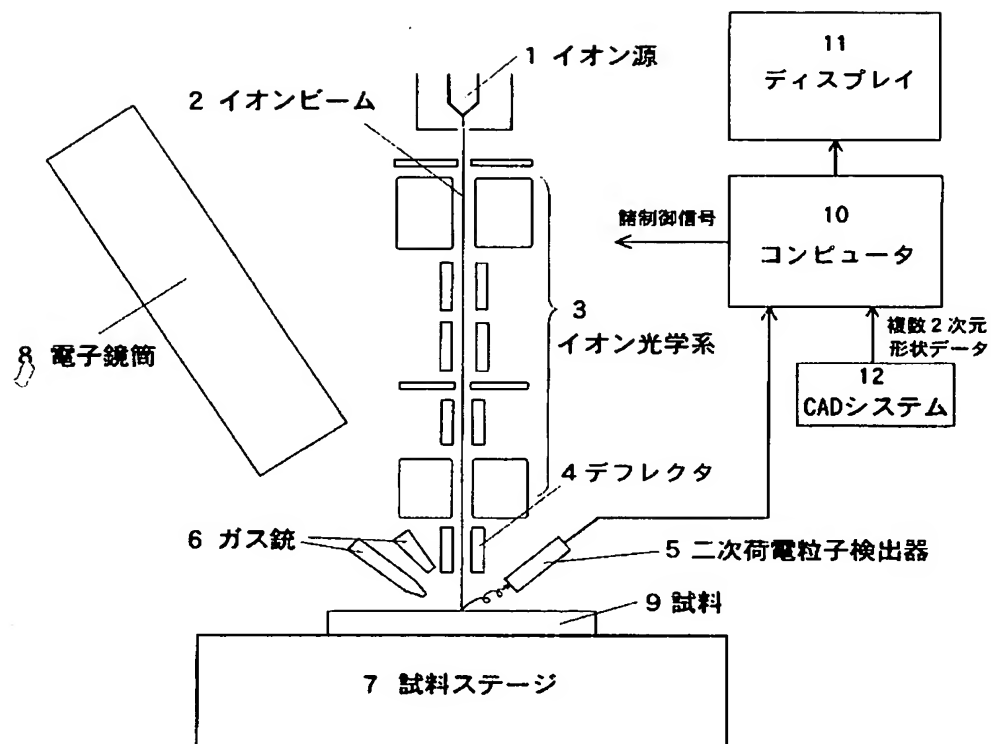 1 イオン源
2 イオンビーム
11
ディスプレイ
諸制御信号
10
コンピュータ
3
イオン光学系
複数2次元
形状データ
8 電子鏡筒
12
CADシステム
4デフレクタ
6 ガス銃
5 二次荷電粒子検出器
9試料
7 試料ステージ